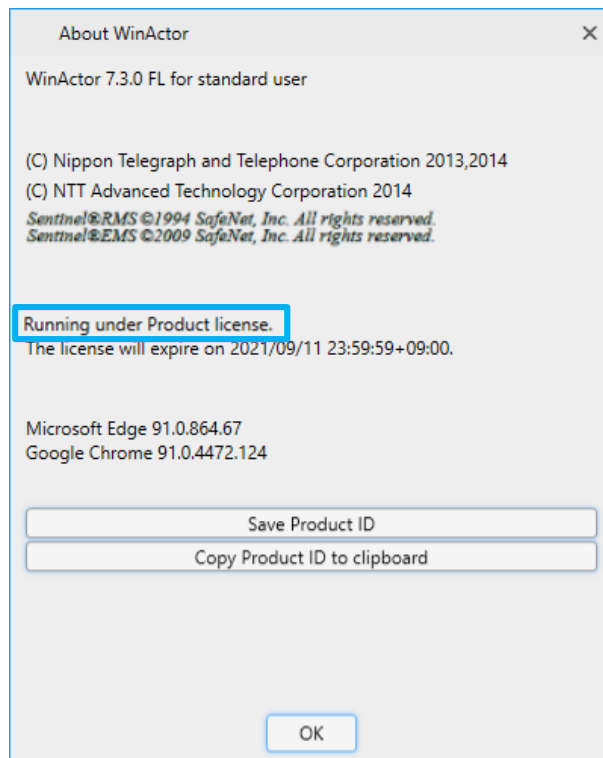 About WinActor
WinActor 7.3.0 FL for standard user
(C) Nippon Telegraph and Telephone Corporation 2013,2014
(C) NTT Advanced Technology Corporation 2014
Sentinel®RMS ©1994 SafeNet, Inc. All rights reserved.
Sentinel®EMS ©2009 SafeNet, Inc. All rights reserved.
Running under Product license.
The license will expire on 2021/09/11 23:59:59+09:00.
Microsoft Edge 91.0.864.67
Google Chrome 91.0.4472.124
Save Product ID
Copy Product ID to clipboard
OK